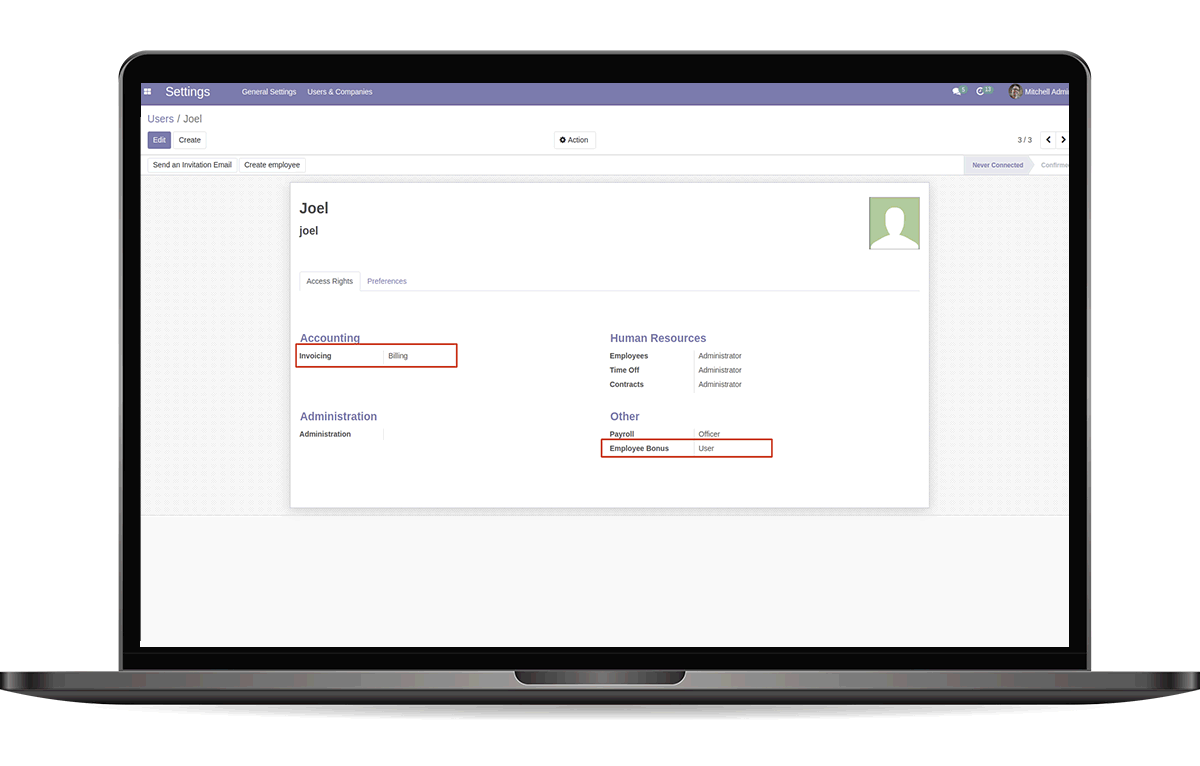 Settings General Settings Users & Companies 5 13 Mitchell Admi
Users / Joel
Edit Create Action 3 / 3
Send an Invitation Email Create employee Never Connected Confirme
Joel
joel
Access Rights Preferences
Accounting Human Resources
Invoicing Billing Employees Administrator
Time Off Administrator
Contracts Administrator
Administration Other
Administration Payroll Officer
Employee Bonus User